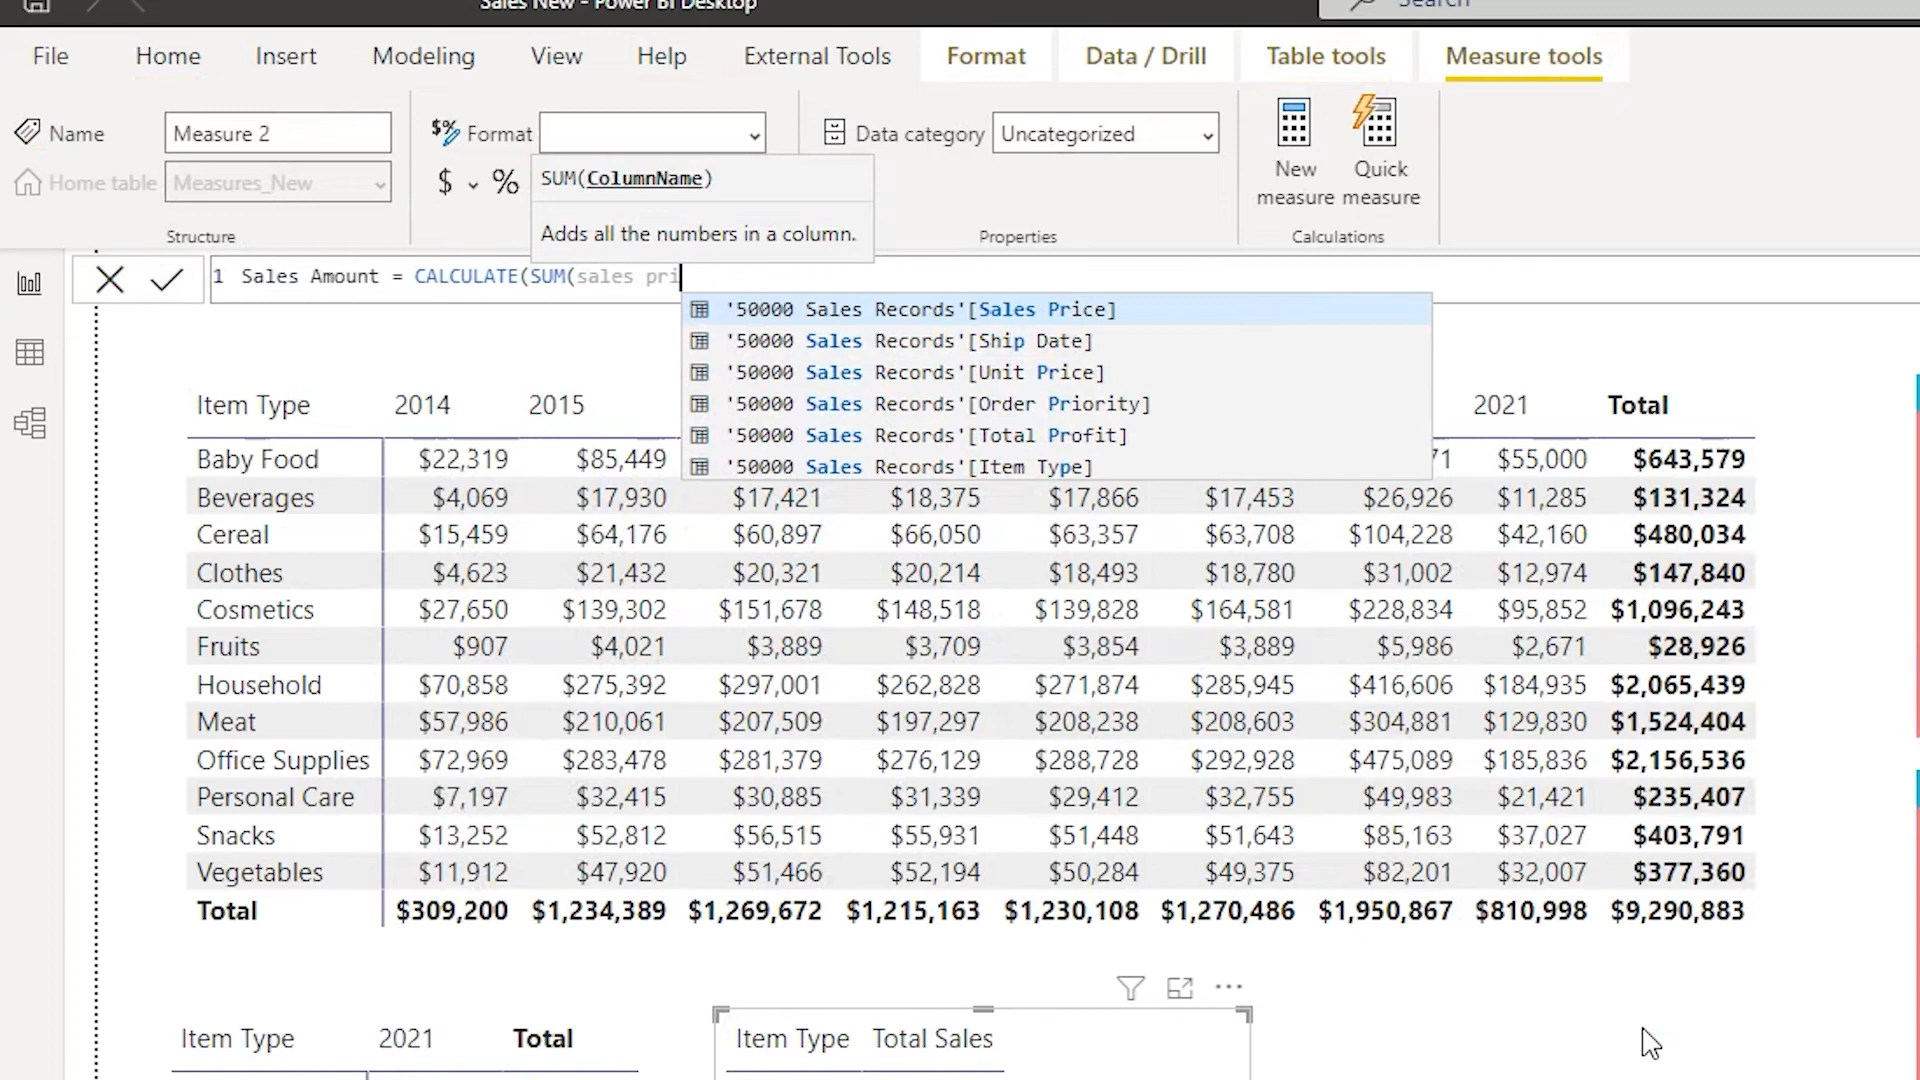 Sales New - Power BI Desktop
Search
File Home Insert Modeling View Help External Tools Format Data / Drill Table tools Measure tools
Name Measure 2 Format Data category Uncategorized
Home table Measures_New $ % New measure Quick measure
SUM(ColumnName)
Adds all the numbers in a column.
Structure Properties Calculations
1 Sales Amount = CALCULATE(SUM(sales pri
'50000 Sales Records'[Sales Price]
'50000 Sales Records'[Ship Date]
'50000 Sales Records'[Unit Price]
'50000 Sales Records'[Order Priority]
'50000 Sales Records'[Total Profit]
'50000 Sales Records'[Item Type]
Item Type 2014 2015 2021 Total
Baby Food $22,319 $85,449 71 $55,000 $643,579
Beverages $4,069 $17,930 $17,421 $18,375 $17,866 $17,453 $26,926 $11,285 $131,324
Cereal $15,459 $64,176 $60,897 $66,050 $63,357 $63,708 $104,228 $42,160 $480,034
Clothes $4,623 $21,432 $20,321 $20,214 $18,493 $18,780 $31,002 $12,974 $147,840
Cosmetics $27,650 $139,302 $151,678 $148,518 $139,828 $164,581 $228,834 $95,852 $1,096,243
Fruits $907 $4,021 $3,889 $3,709 $3,854 $3,889 $5,986 $2,671 $28,926
Household $70,858 $275,392 $297,001 $262,828 $271,874 $285,945 $416,606 $184,935 $2,065,439
Meat $57,986 $210,061 $207,509 $197,297 $208,238 $208,603 $304,881 $129,830 $1,524,404
Office Supplies $72,969 $283,478 $281,379 $276,129 $288,728 $292,928 $475,089 $185,836 $2,156,536
Personal Care $7,197 $32,415 $30,885 $31,339 $29,412 $32,755 $49,983 $21,421 $235,407
Snacks $13,252 $52,812 $56,515 $55,931 $51,448 $51,643 $85,163 $37,027 $403,791
Vegetables $11,912 $47,920 $51,466 $52,194 $50,284 $49,375 $82,201 $32,007 $377,360
Total $309,200 $1,234,389 $1,269,672 $1,215,163 $1,230,108 $1,270,486 $1,950,867 $810,998 $9,290,883
Item Type 2021 Total
Item Type Total Sales